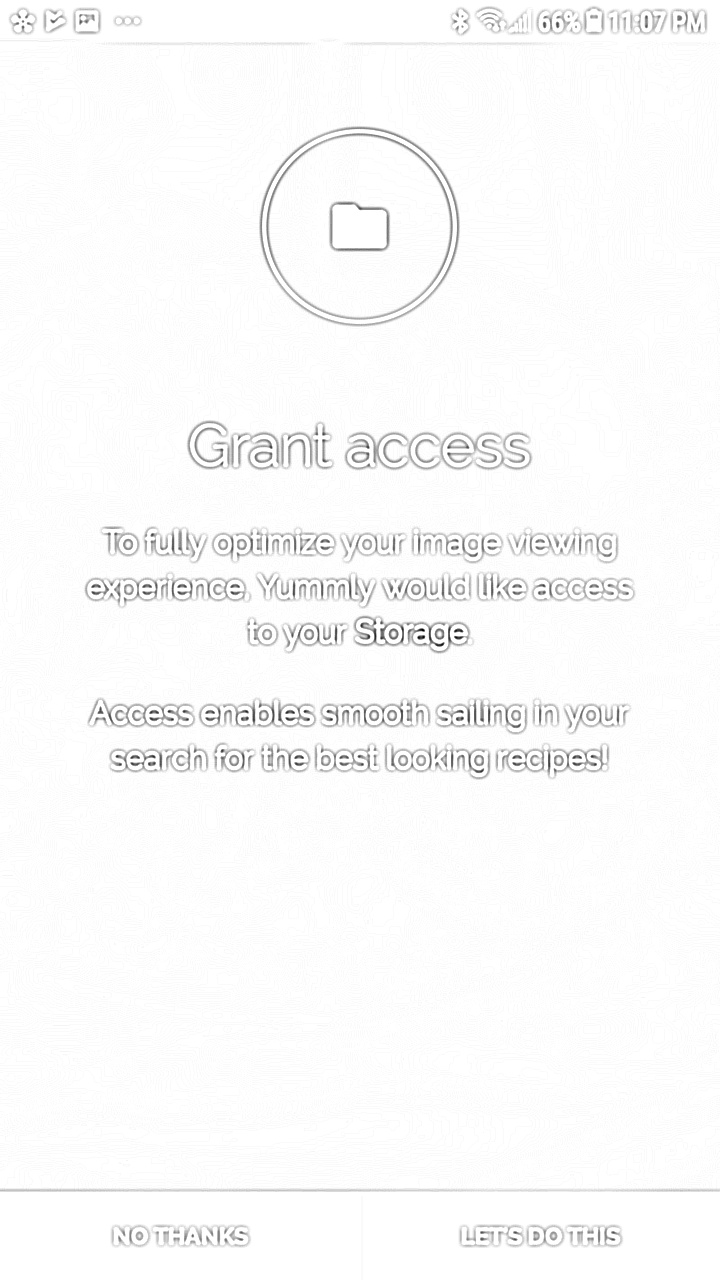 66% 11:07 PM
Grant access
To fully optimize your image viewing
experience, Yummly would like access
to your Storage.
Access enables smooth sailing in your
search for the best looking recipes!
NO THANKS
LET'S DO THIS